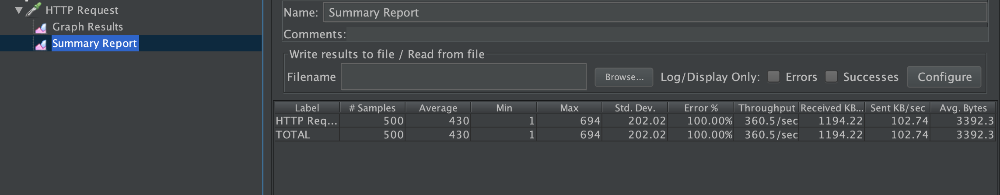 HTTP Request
Graph Results
Summary Report
Name: Summary Report
Comments:
Write results to file / Read from file
Filename Browse... Log/Display Only: Errors Successes Configure
Label # Samples Average Min Max Std. Dev. Error % Throughput Received KB... Sent KB/sec Avg. Bytes
HTTP Req... 500 430 1 694 202.02 100.00% 360.5/sec 1194.22 102.74 3392.3
TOTAL 500 430 1 694 202.02 100.00% 360.5/sec 1194.22 102.74 3392.3